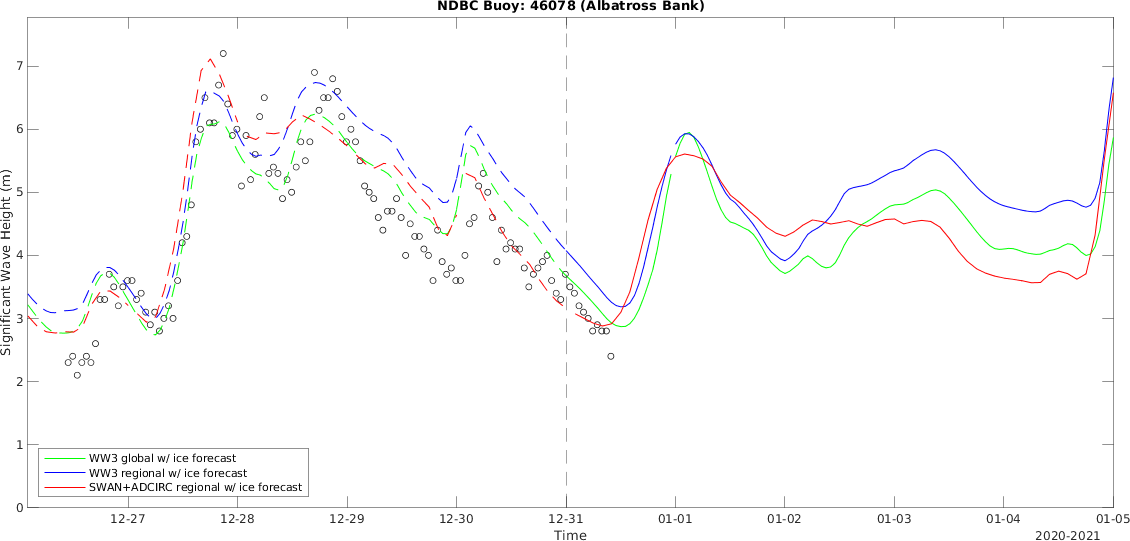 NDBC Buoy: 46078 (Albatross Bank)
Significant Wave Height (m)
7
6
5
4
3
2
1
0
WW3 global w/ ice forecast
WW3 regional w/ ice forecast
SWAN+ADCIRC regional w/ ice forecast
12-27 12-28 12-29 12-30 12-31 01-01 01-02 01-03 01-04 01-05
Time
2020-2021